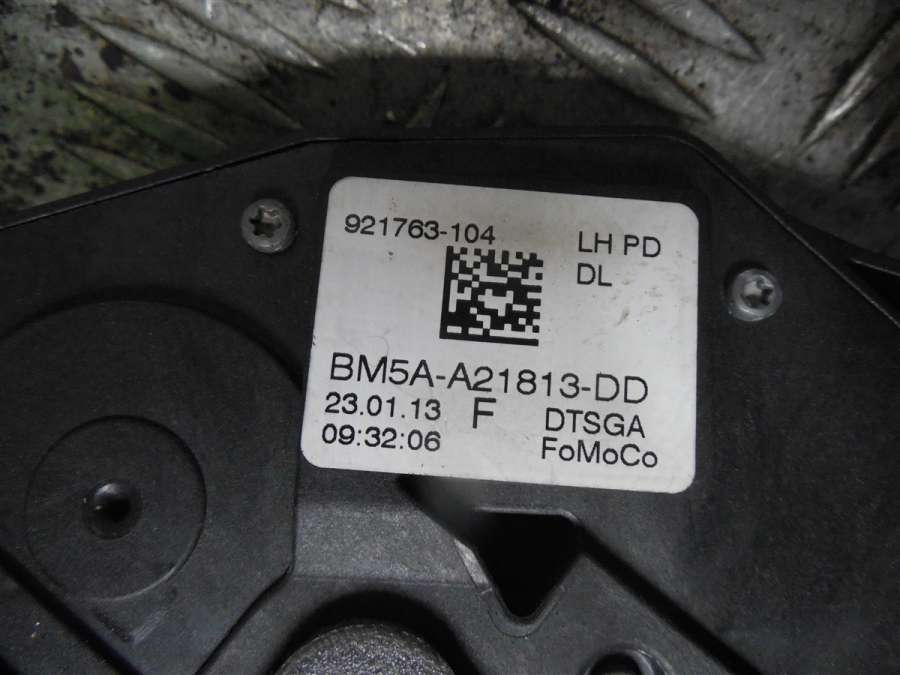 921763-104 LH PD
DL
BM5A-A21813-DD
23.01.13 F DTSGA
09:32:06 FoMoCo